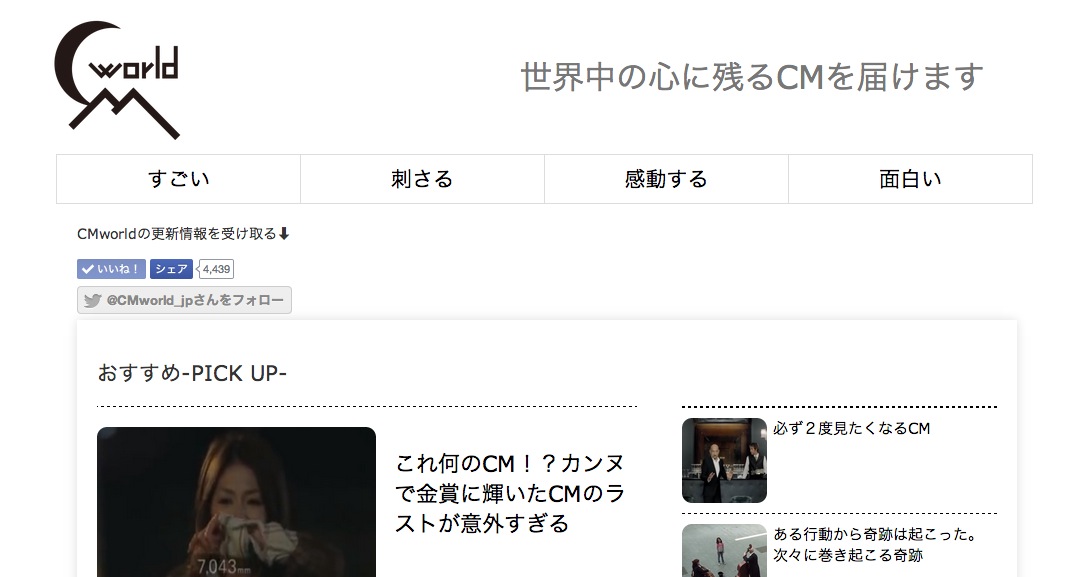 Cworld
CM
世界中の心に残るCMを届けます
すごい
刺さる
感動する
面白い
CMworldの更新情報を受け取る⬇
いいね！
シェア
4,439
@CMworld_jpさんをフォロー
おすすめ-PICK UP-
7,043mm
これ何のCM！？カンヌ
で金賞に輝いたCMのラ
ストが意外すぎる
必ず２度見たくなるCM
ある行動から奇跡は起こった。
次々に巻き起こる奇跡